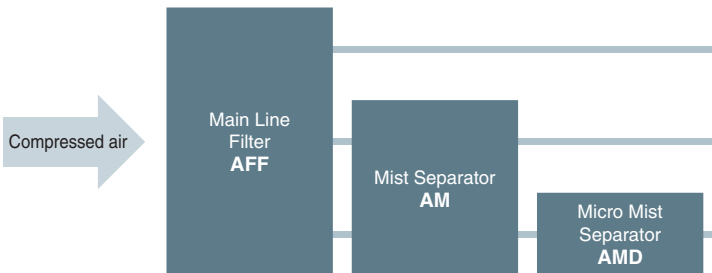 Compressed air
Main Line
Filter
AFF
Mist Separator
AM
Micro Mist
Separator
AMD